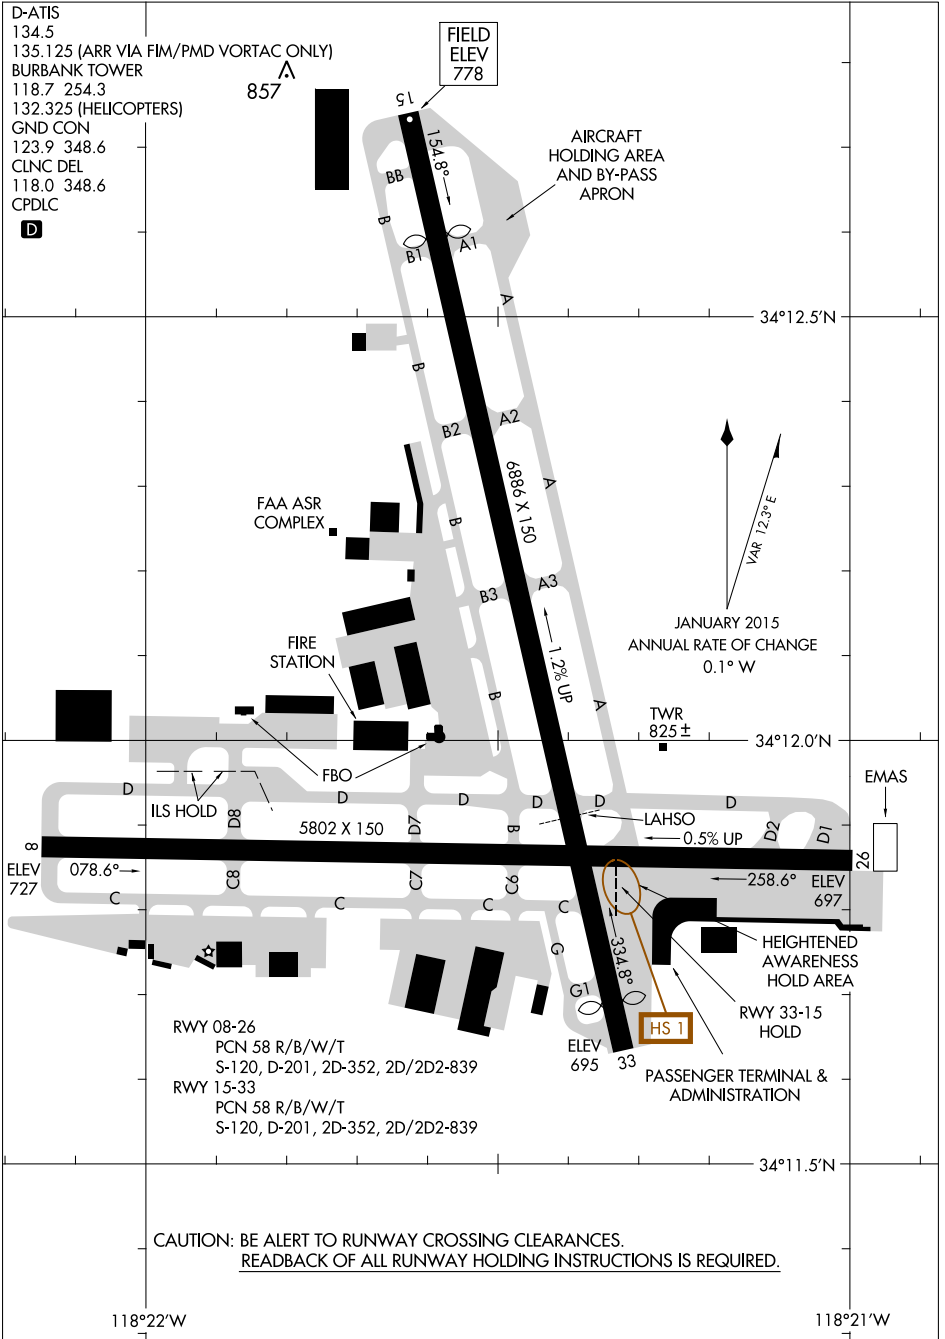 D-ATIS
134.5
135.125 (ARR VIA FIM/PMD VORTAC ONLY)
BURBANK TOWER
118.7 254.3
132.325 (HELICOPTERS)
GND CON
123.9 348.6
CLNC DEL
118.0 348.6
CPDLC
D
857
FIELD
ELEV
778
15
154.8°
AIRCRAFT
HOLDING AREA
AND BY-PASS
APRON
BB
B
B1
A1
A
34°12.5'N
B
B2
A2
A
6886 X 150
B
FAA ASR
COMPLEX
VAR 12.3° E
B3
A3
JANUARY 2015
ANNUAL RATE OF CHANGE
0.1° W
1.2% UP
FIRE
STATION
B
A
TWR
825 ±
34°12.0'N
FBO
EMAS
D
ILS HOLD
D
D
D
D
D
D8
5802 X 150
D7
B
LAHSO
0.5% UP
D2
D1
8
26
ELEV
727
078.6°
C8
C7
C6
258.6°
ELEV
697
C
C
C
C
G
334.8°
HEIGHTENED
AWARENESS
HOLD AREA
G1
RWY 33-15
HOLD
HS 1
ELEV
695
33
PASSENGER TERMINAL &
ADMINISTRATION
RWY 08-26
PCN 58 R/B/W/T
S-120, D-201, 2D-352, 2D/2D2-839
RWY 15-33
PCN 58 R/B/W/T
S-120, D-201, 2D-352, 2D/2D2-839
34°11.5'N
CAUTION: BE ALERT TO RUNWAY CROSSING CLEARANCES.
READBACK OF ALL RUNWAY HOLDING INSTRUCTIONS IS REQUIRED.
118°22'W
118°21'W